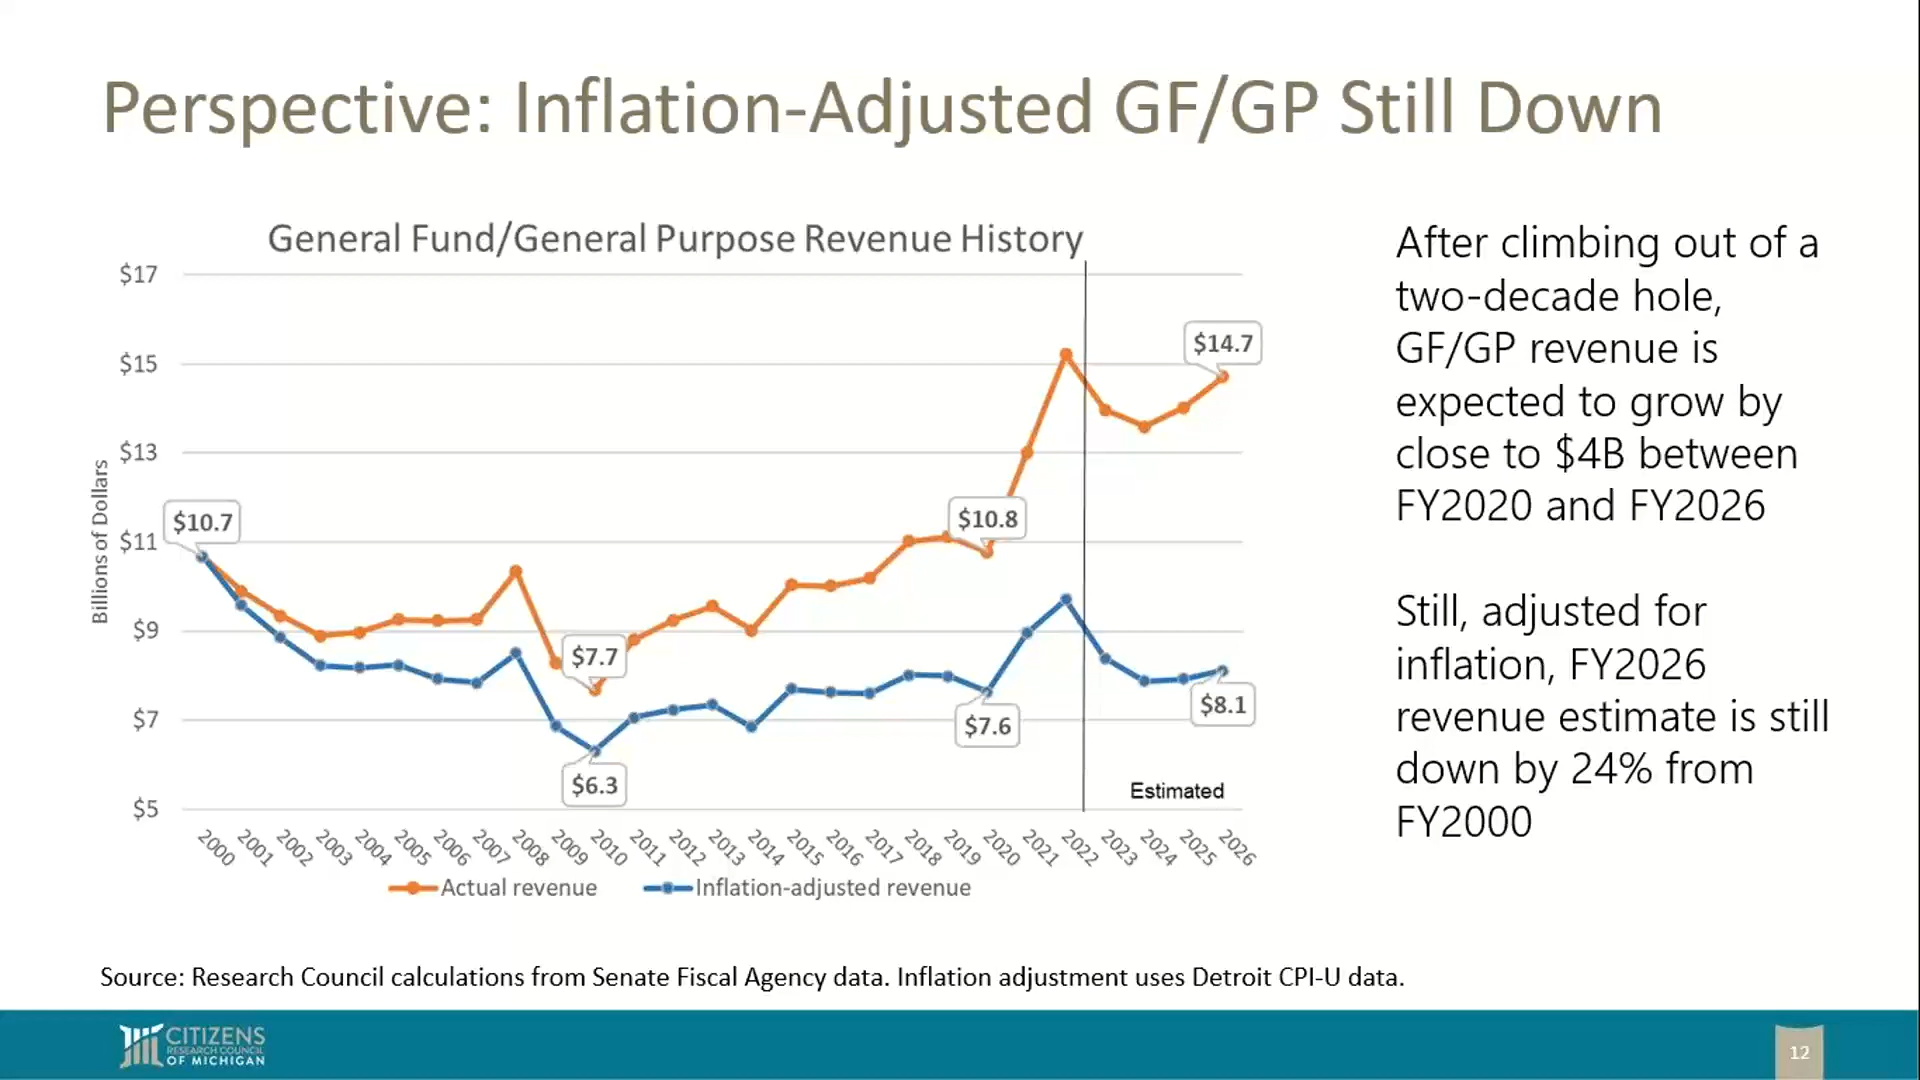 Perspective: Inflation-Adjusted GF/GP Still Down
General Fund/General Purpose Revenue History
Billions of Dollars
$17
$15
$13
$11
$9
$7
$5
$10.7
$7.7
$6.3
$10.8
$7.6
$14.7
$8.1
Estimated
2000 2001 2002 2003 2004 2005 2006 2007 2008 2009 2010 2011 2012 2013 2014 2015 2016 2017 2018 2019 2020 2021 2022 2023 2024 2025 2026
Actual revenue Inflation-adjusted revenue
After climbing out of a
two-decade hole,
GF/GP revenue is
expected to grow by
close to $4B between
FY2020 and FY2026
Still, adjusted for
inflation, FY2026
revenue estimate is still
down by 24% from
FY2000
Source: Research Council calculations from Senate Fiscal Agency data. Inflation adjustment uses Detroit CPI-U data.
CITIZENS
RESEARCH COUNCIL
OF MICHIGAN
12